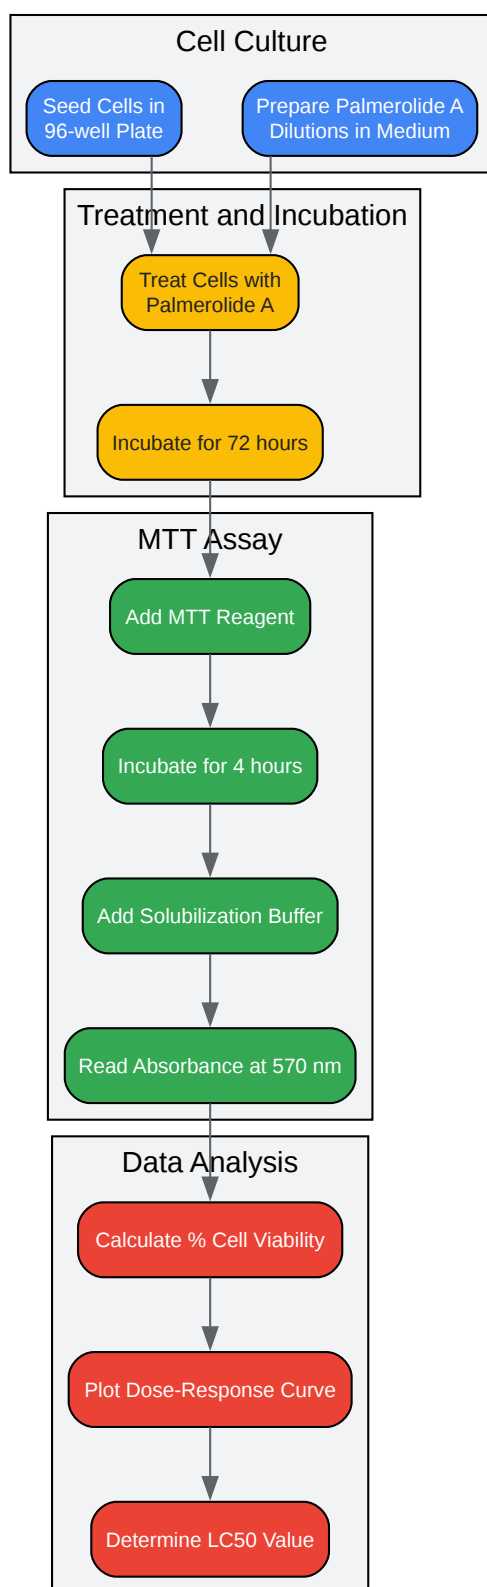 Cell Culture
Seed Cells in
96-well Plate
Prepare Palmerolide A
Dilutions in Medium
Treatment and Incubation
Treat Cells with
Palmerolide A
Incubate for 72 hours
MTT Assay
Add MTT Reagent
Incubate for 4 hours
Add Solubilization Buffer
Read Absorbance at 570 nm
Data Analysis
Calculate % Cell Viability
Plot Dose-Response Curve
Determine LC50 Value